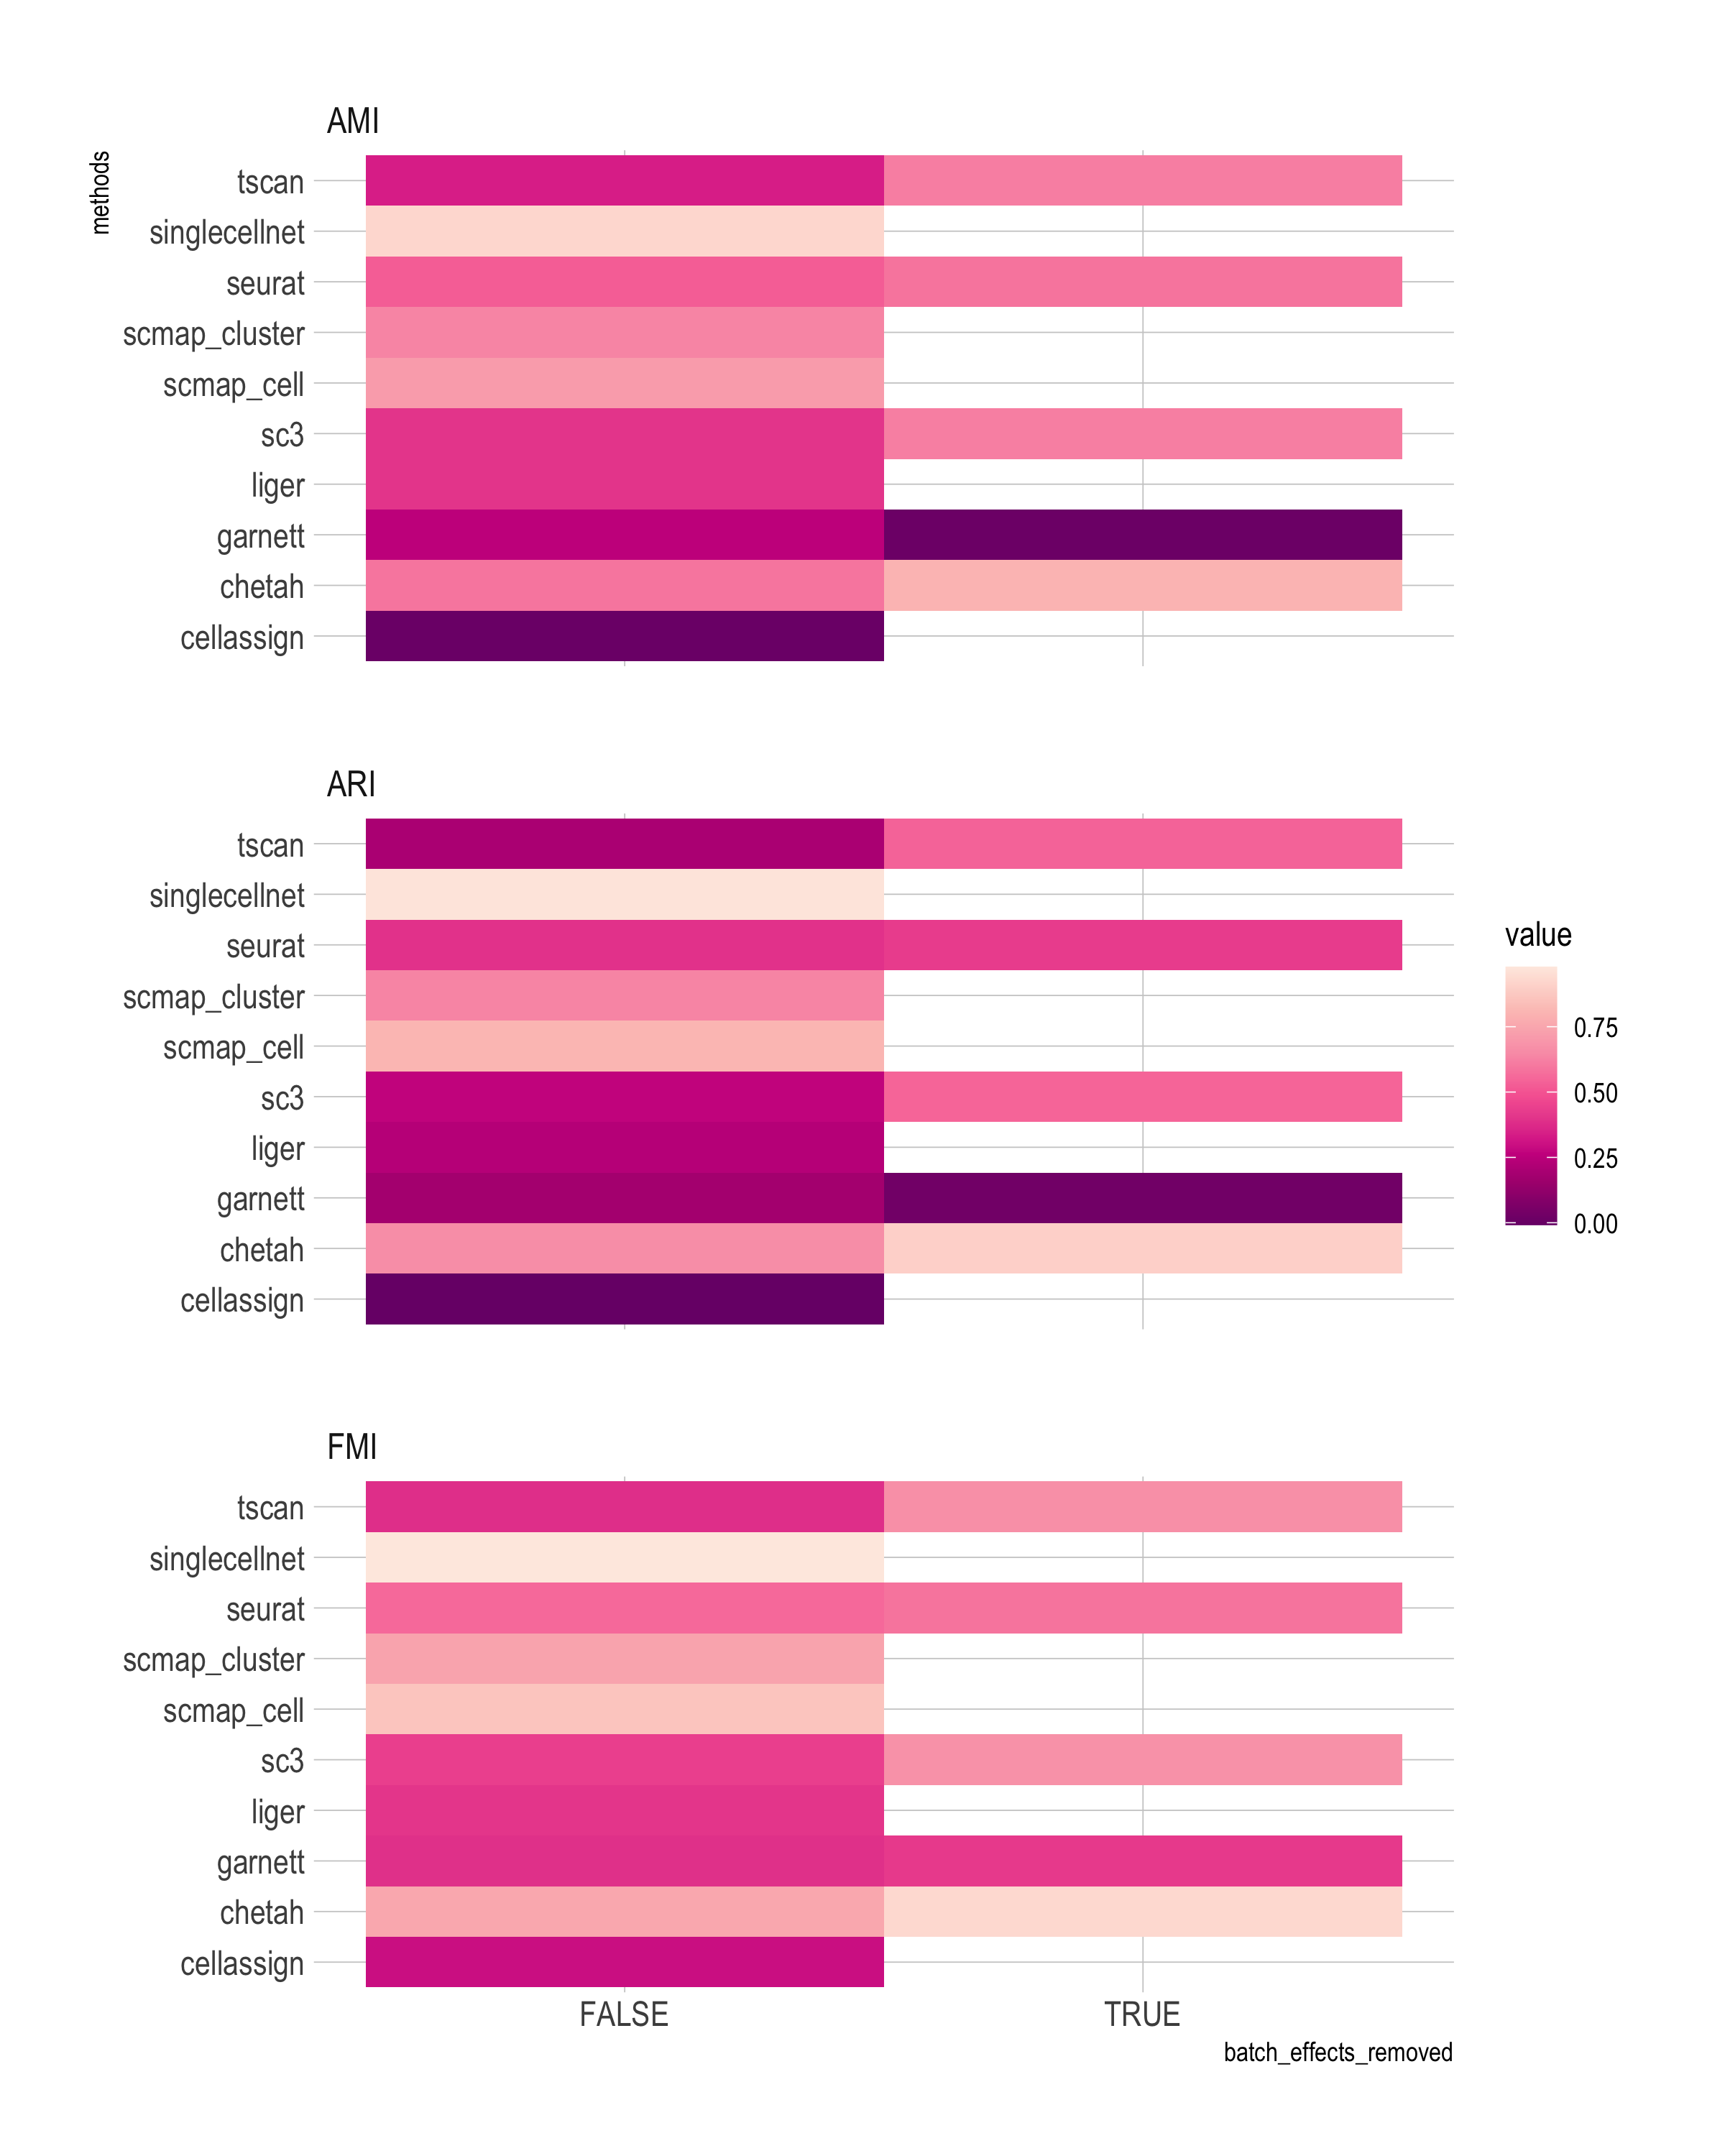 AMI
methods
tscan
singlecellnet
seurat
scmap_cluster
scmap_cell
sc3
liger
garnett
chetah
cellassign
ARI
tscan
singlecellnet
seurat
scmap_cluster
scmap_cell
sc3
liger
garnett
chetah
cellassign
value
0.75
0.50
0.25
0.00
FMI
tscan
singlecellnet
seurat
scmap_cluster
scmap_cell
sc3
liger
garnett
chetah
cellassign
FALSE TRUE
batch_effects_removed